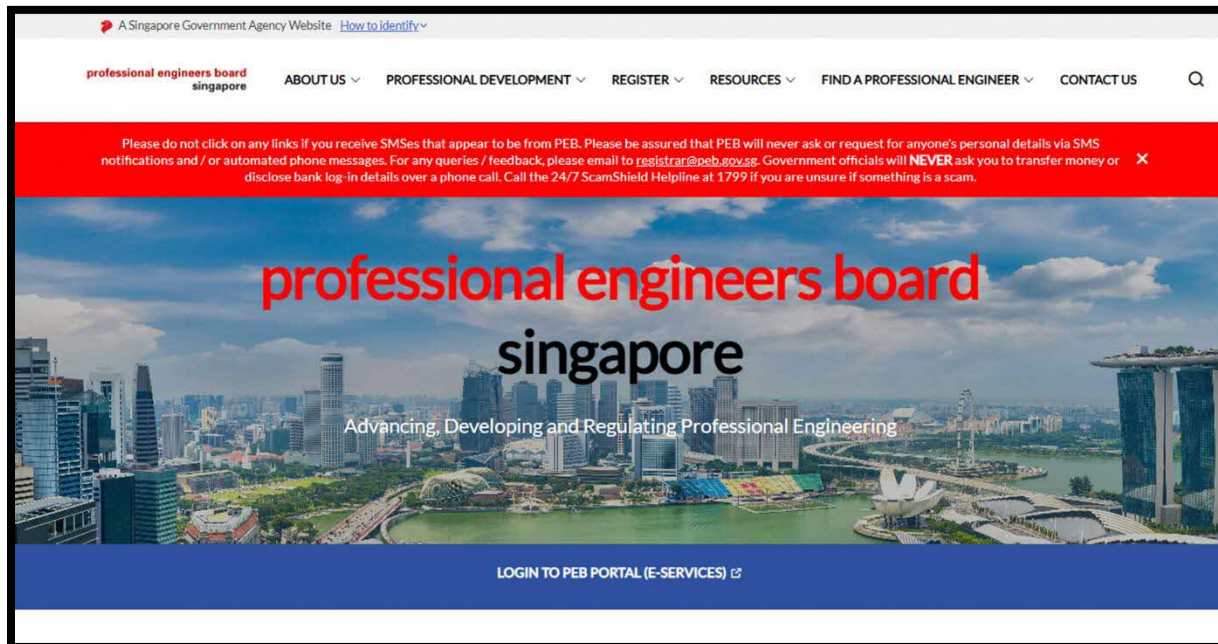 A Singapore Government Agency Website How to identify
professional engineers board
singapore
ABOUT US PROFESSIONAL DEVELOPMENT REGISTER RESOURCES FIND A PROFESSIONAL ENGINEER CONTACT US
Please do not click on any links if you receive SMSes that appear to be from PEB. Please be assured that PEB will never ask or request for anyone's personal details via SMS
notifications and / or automated phone messages. For any queries / feedback, please email to registrar@peb.gov.sg. Government officials will NEVER ask you to transfer money or
disclose bank log-in details over a phone call. Call the 24/7 ScamShield Helpline at 1799 if you are unsure if something is a scam.
professional engineers board
singapore
Advancing, Developing and Regulating Professional Engineering
LOGIN TO PEB PORTAL (E-SERVICES)